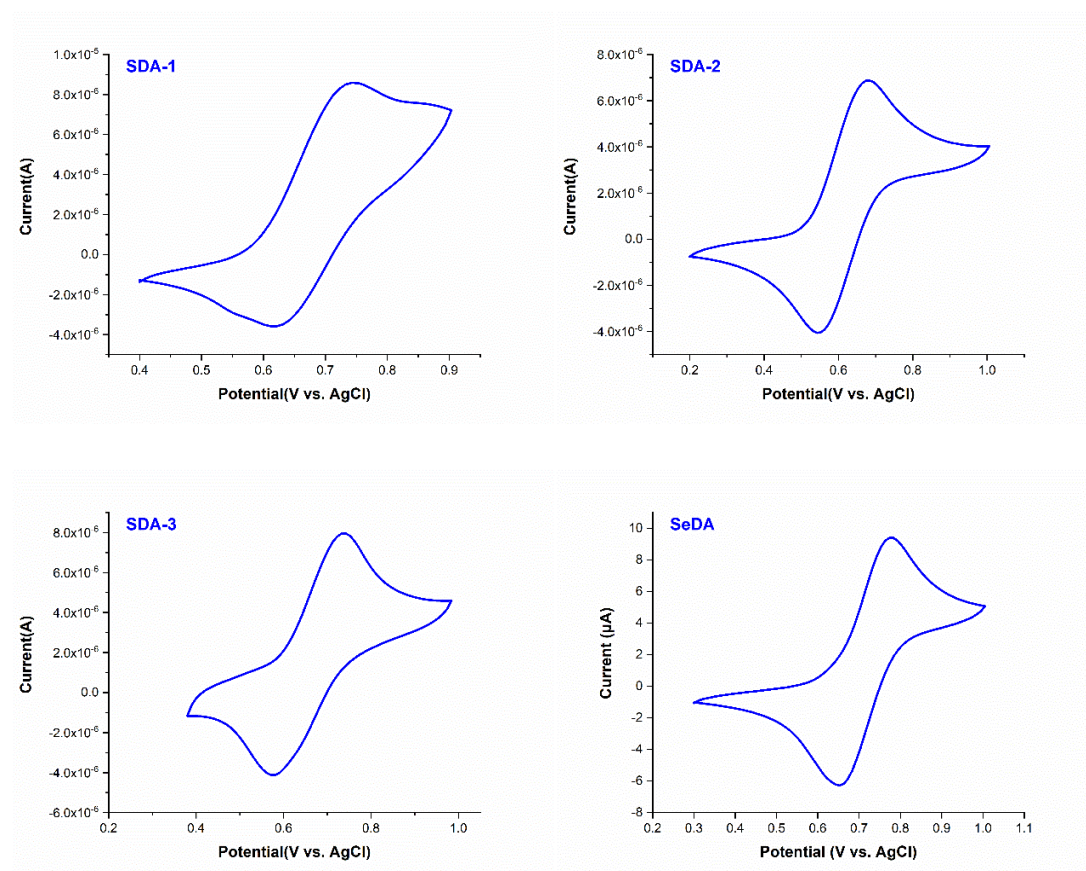 SDA-1
Current(A)
1.0x10⁻⁵
8.0x10⁻⁶
6.0x10⁻⁶
4.0x10⁻⁶
2.0x10⁻⁶
0.0
-2.0x10⁻⁶
-4.0x10⁻⁶
0.4 0.5 0.6 0.7 0.8 0.9
Potential(V vs. AgCl)
SDA-2
Current(A)
8.0x10⁻⁶
6.0x10⁻⁶
4.0x10⁻⁶
2.0x10⁻⁶
0.0
-2.0x10⁻⁶
-4.0x10⁻⁶
0.2 0.4 0.6 0.8 1.0
Potential(V vs. AgCl)
SDA-3
Current(A)
8.0x10⁻⁶
6.0x10⁻⁶
4.0x10⁻⁶
2.0x10⁻⁶
0.0
-2.0x10⁻⁶
-4.0x10⁻⁶
-6.0x10⁻⁶
0.2 0.4 0.6 0.8 1.0
Potential(V vs. AgCl)
SeDA
Current (µA)
10
8
6
4
2
0
-2
-4
-6
-8
0.2 0.3 0.4 0.5 0.6 0.7 0.8 0.9 1.0 1.1
Potential (V vs. AgCl)